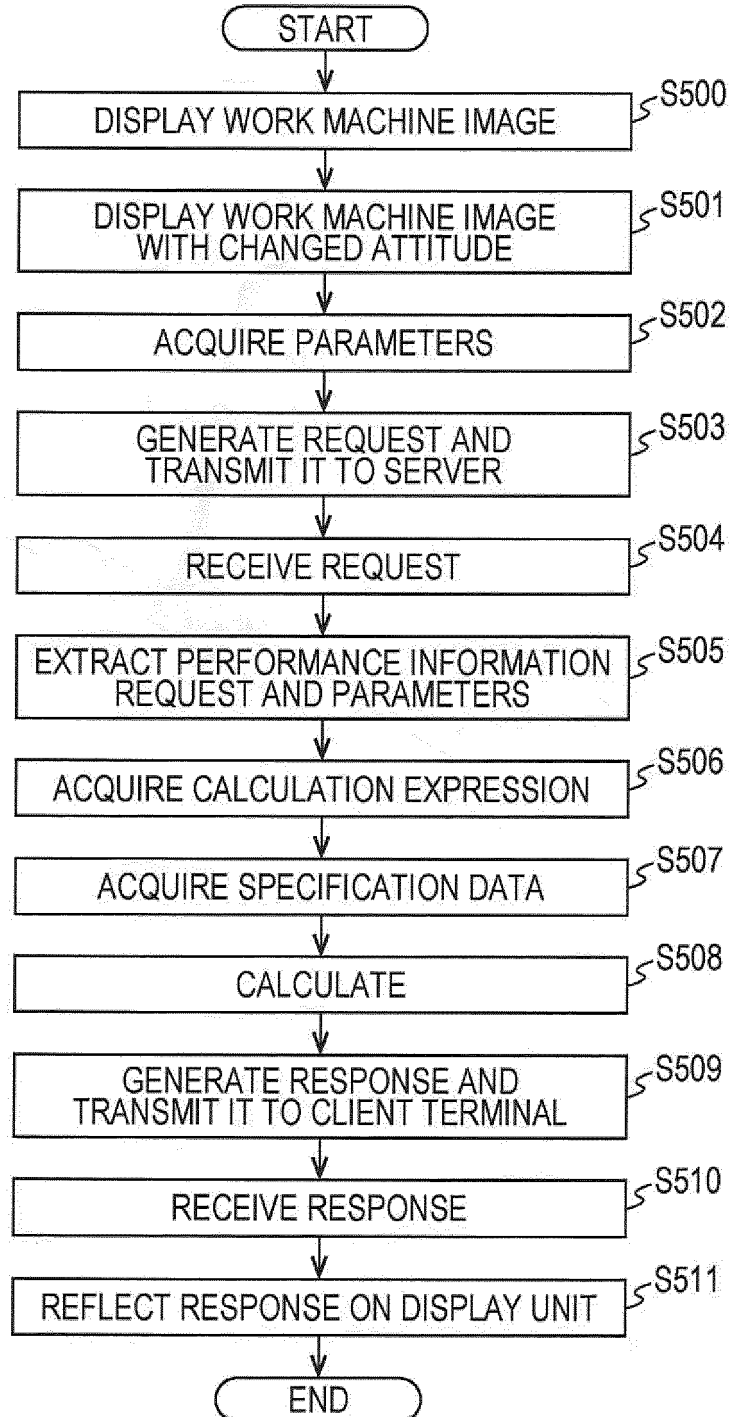 START
DISPLAY WORK MACHINE IMAGE
S500
DISPLAY WORK MACHINE IMAGE
WITH CHANGED ATTITUDE
S501
ACQUIRE PARAMETERS
S502
GENERATE REQUEST AND
TRANSMIT IT TO SERVER
S503
RECEIVE REQUEST
S504
EXTRACT PERFORMANCE INFORMATION
REQUEST AND PARAMETERS
S505
ACQUIRE CALCULATION EXPRESSION
S506
ACQUIRE SPECIFICATION DATA
S507
CALCULATE
S508
GENERATE RESPONSE AND
TRANSMIT IT TO CLIENT TERMINAL
S509
RECEIVE RESPONSE
S510
REFLECT RESPONSE ON DISPLAY UNIT
S511
END